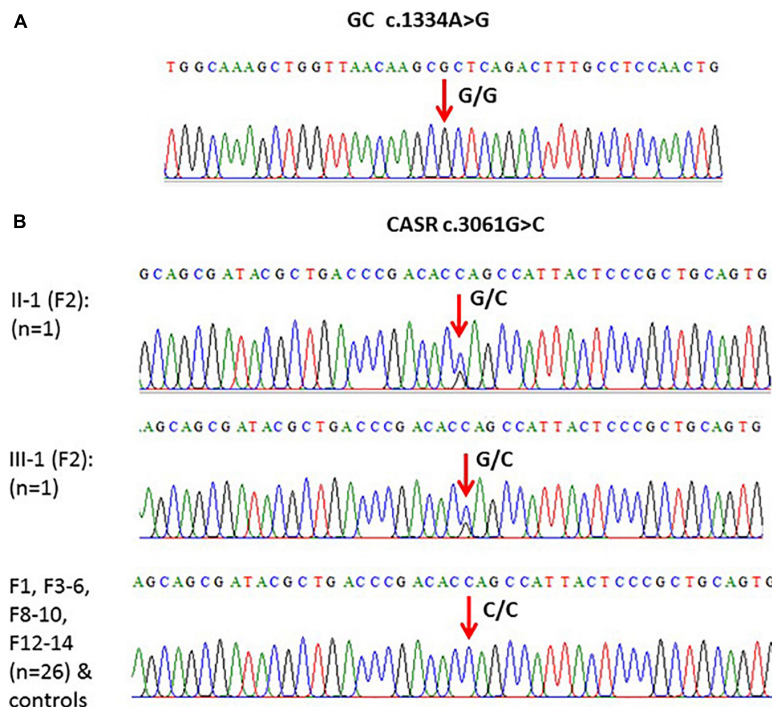 A
GC c.1334A>G
TGGCAAAGCTGGTTAACAAGCGCTCAGACTTTGCCTCCAACTG
G/G
B
CASR c.3061G>C
GCAGCGATACGCTGACCCGACACCAGCCATTACTCCCGCTGCAGTG
II-1 (F2):
(n=1)
G/C
.AGCAGCGATACGCTGACCCGACACCAGCCATTACTCCCGCTGCAGTG
III-1 (F2):
(n=1)
G/C
AGCAGCGATACGCTGACCCGACACCAGCCATTACTCCCGCTGCAGTG
F1, F3-6,
F8-10,
F12-14
(n=26) &
controls
C/C